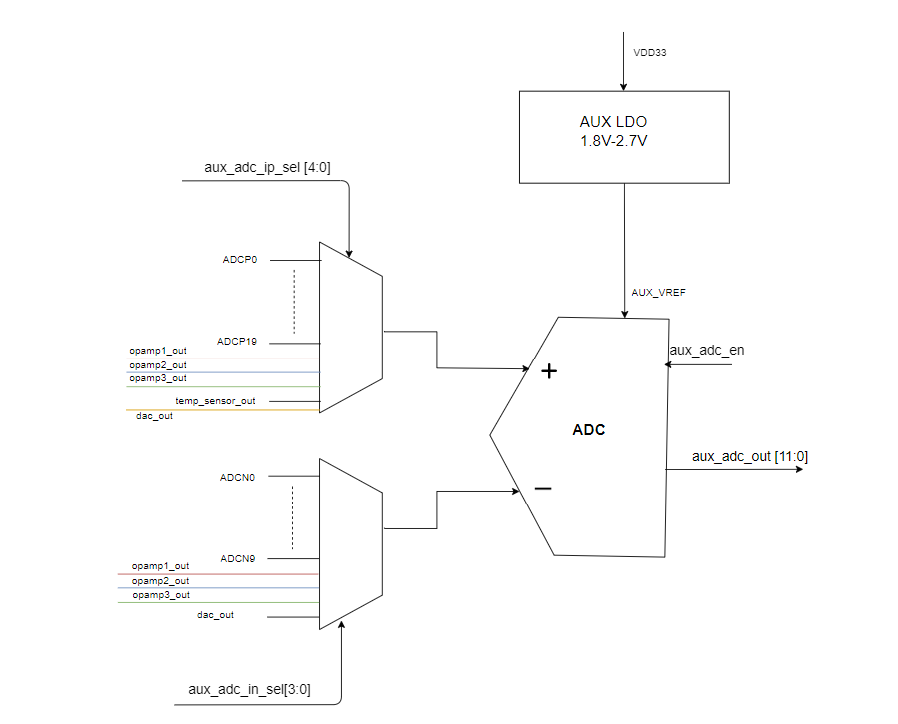 VDD33
AUX LDO
1.8V-2.7V
aux_adc_ip_sel [4:0]
ADCP0
AUX_VREF
ADCP19
opamp1_out
aux_adc_en
opamp2_out
opamp3_out
+
temp_sensor_out
dac_out
ADC
aux_adc_out [11:0]
ADCN0
−
ADCN9
opamp1_out
opamp2_out
opamp3_out
dac_out
aux_adc_in_sel[3:0]